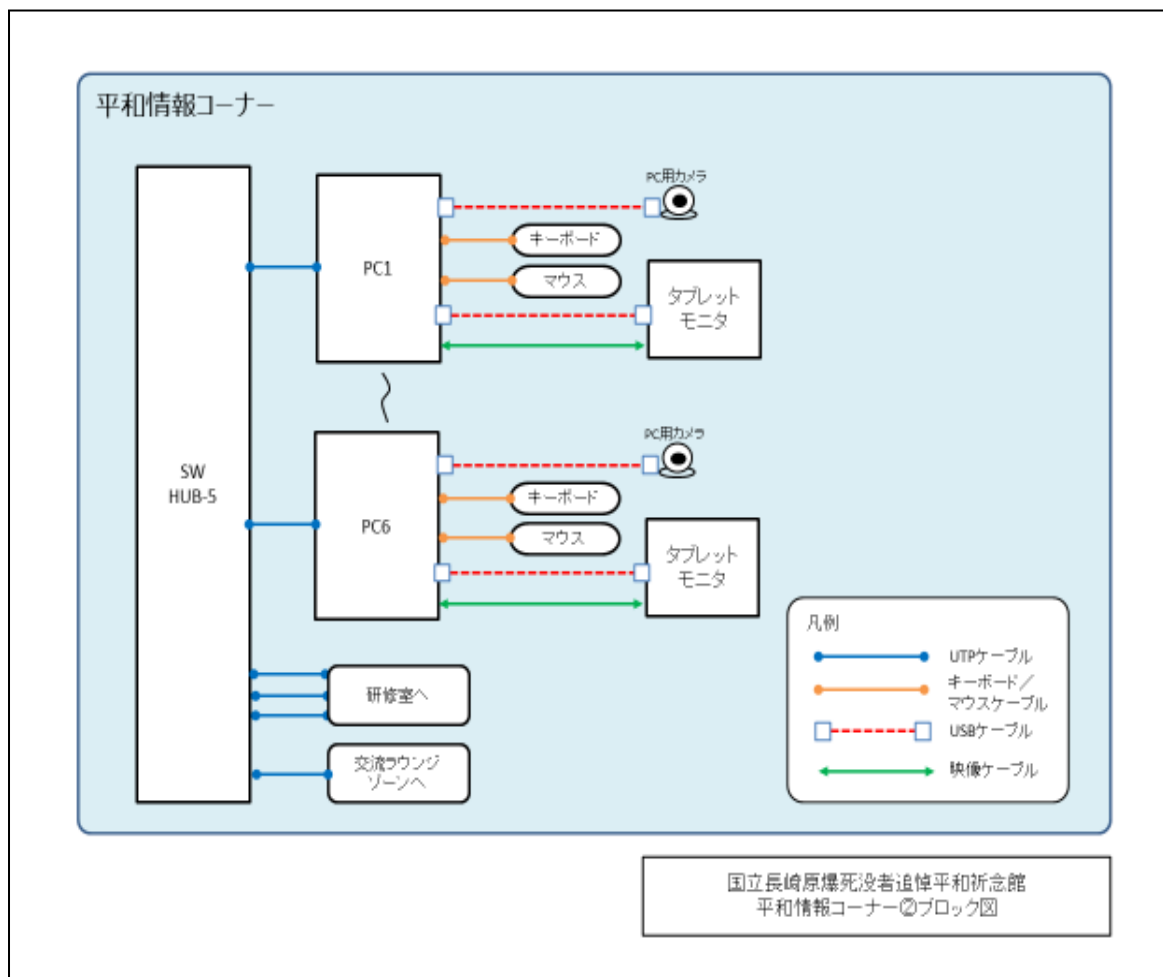 平和情報コーナー
SW
HUB-5
PC1
PC用カメラ
キーボード
マウス
タブレット
モニタ
PC6
PC用カメラ
キーボード
マウス
タブレット
モニタ
研修室へ
交流ラウンジ
ゾーンへ
凡例
UTPケーブル
キーボード／
マウスケーブル
USBケーブル
映像ケーブル
国立長崎原爆死没者追悼平和祈念館
平和情報コーナー②ブロック図